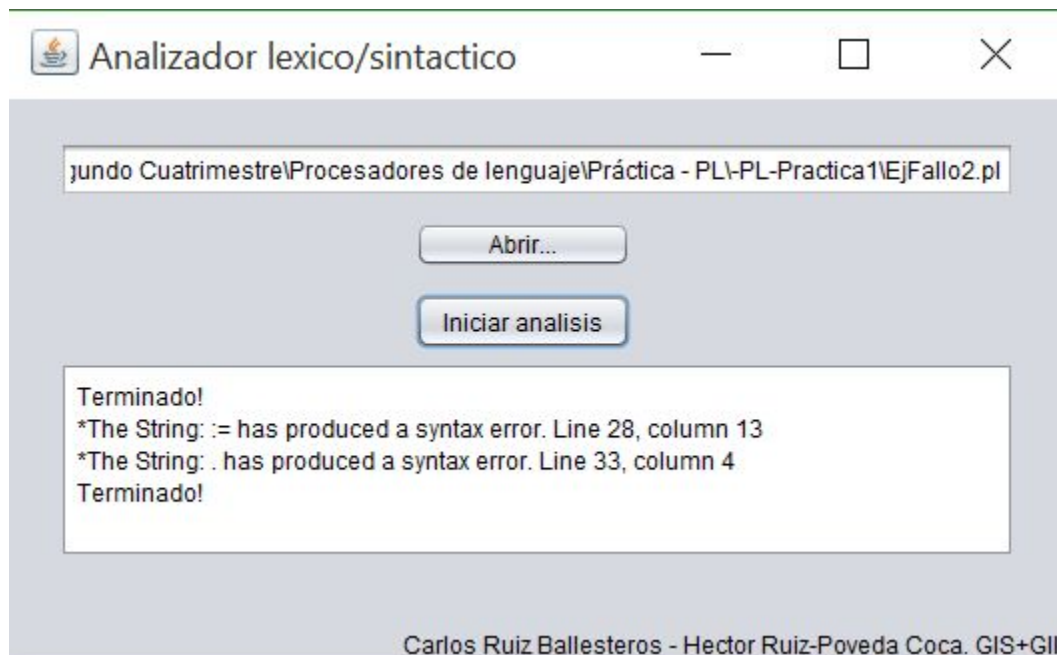 Analizador lexico/sintactico
gundo Cuatrimestre\Procesadores de lenguaje\Práctica - PL\-PL-Practica1\EjFallo2.pl
Abrir...
Iniciar analisis
Terminado!
*The String: := has produced a syntax error. Line 28, column 13
*The String: . has produced a syntax error. Line 33, column 4
Terminado!
Carlos Ruiz Ballesteros - Hector Ruiz-Poveda Coca. GIS+GII